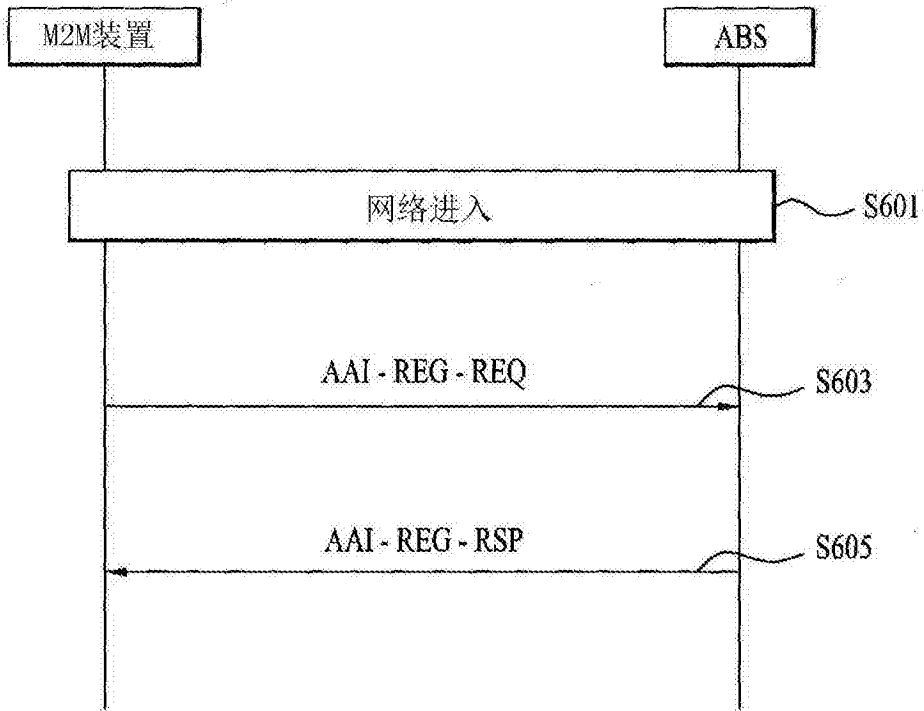 M2M装置
ABS
网络进入
S601
AAI - REG - REQ
S603
AAI - REG - RSP
S605